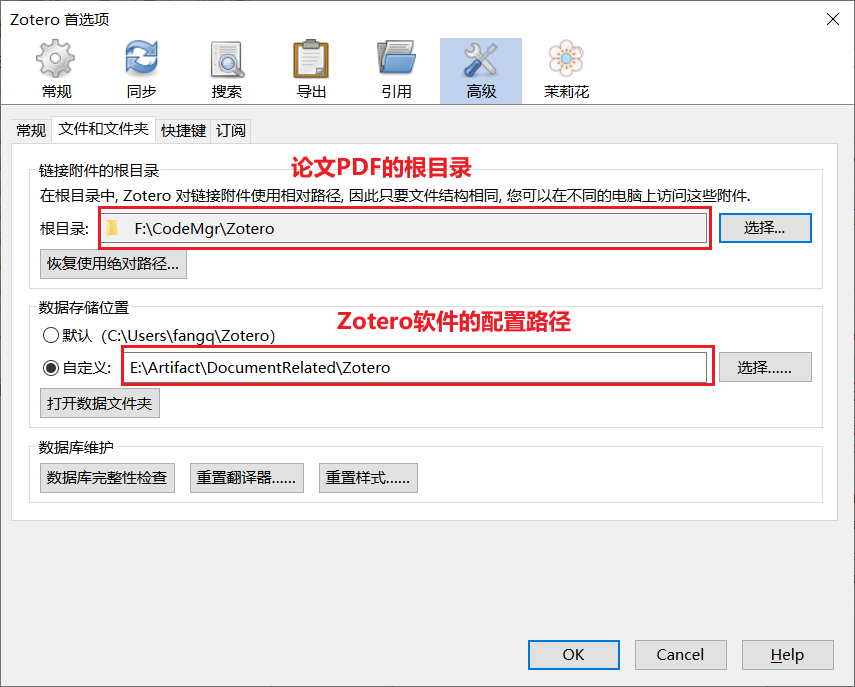 Zotero 首选项
常规 同步 搜索 导出 引用 高级 茉莉花
常规 文件和文件夹 快捷键 订阅
链接附件的根目录
论文PDF的根目录
在根目录中, Zotero 对链接附件使用相对路径, 因此只要文件结构相同, 您可以在不同的电脑上访问这些附件.
根目录: F:\CodeMgr\Zotero 选择...
恢复使用绝对路径...
数据存储位置
Zotero软件的配置路径
默认（C:\Users\fangq\Zotero）
自定义: E:\Artifact\DocumentRelated\Zotero 选择......
打开数据文件夹
数据库维护
数据库完整性检查 重置翻译器...... 重置样式......
OK Cancel Help